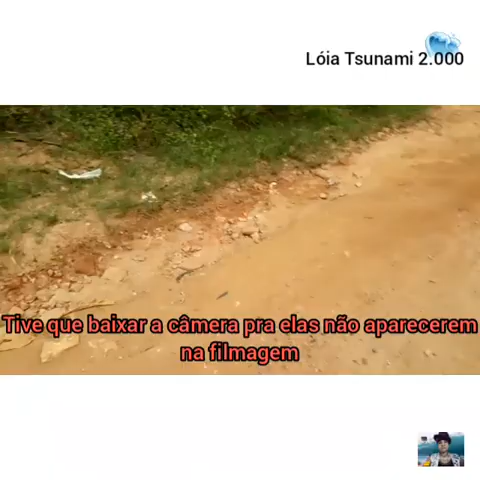 Lóia Tsunami 2.000
Tive que baixar a câmera pra elas não aparecerem
na filmagem